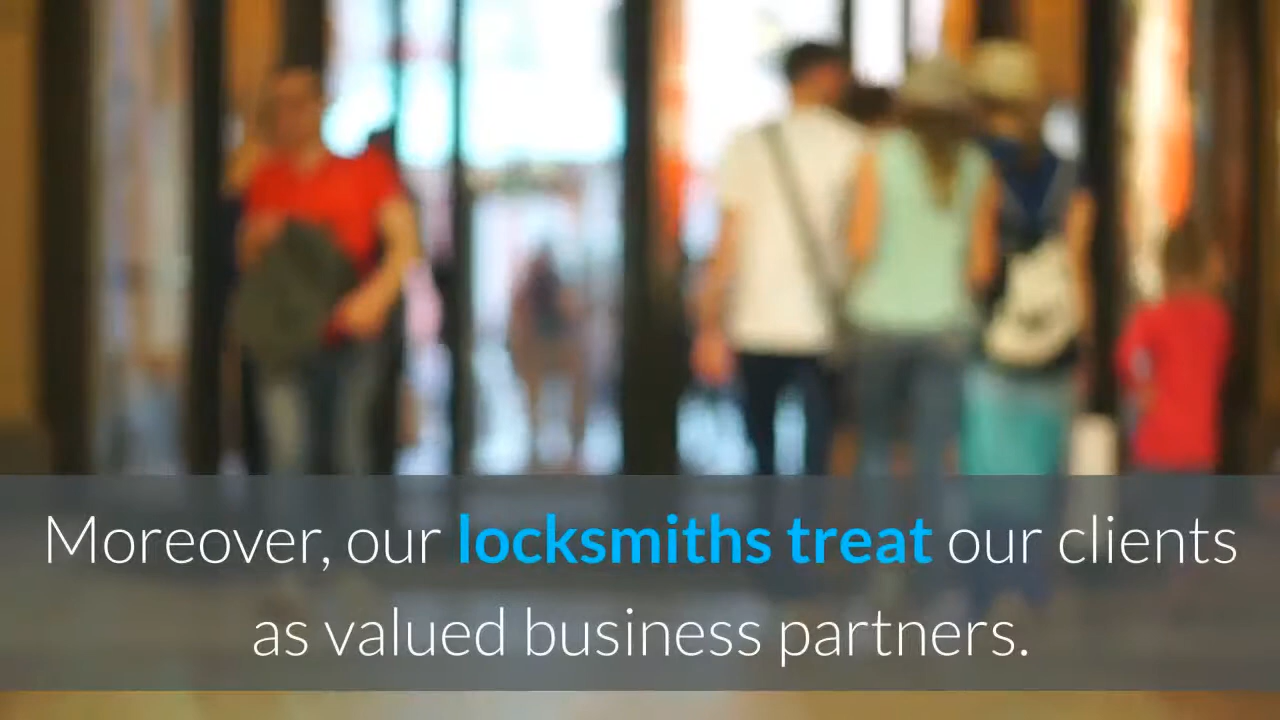 Moreover, our locksmiths treat our clients
as valued business partners.